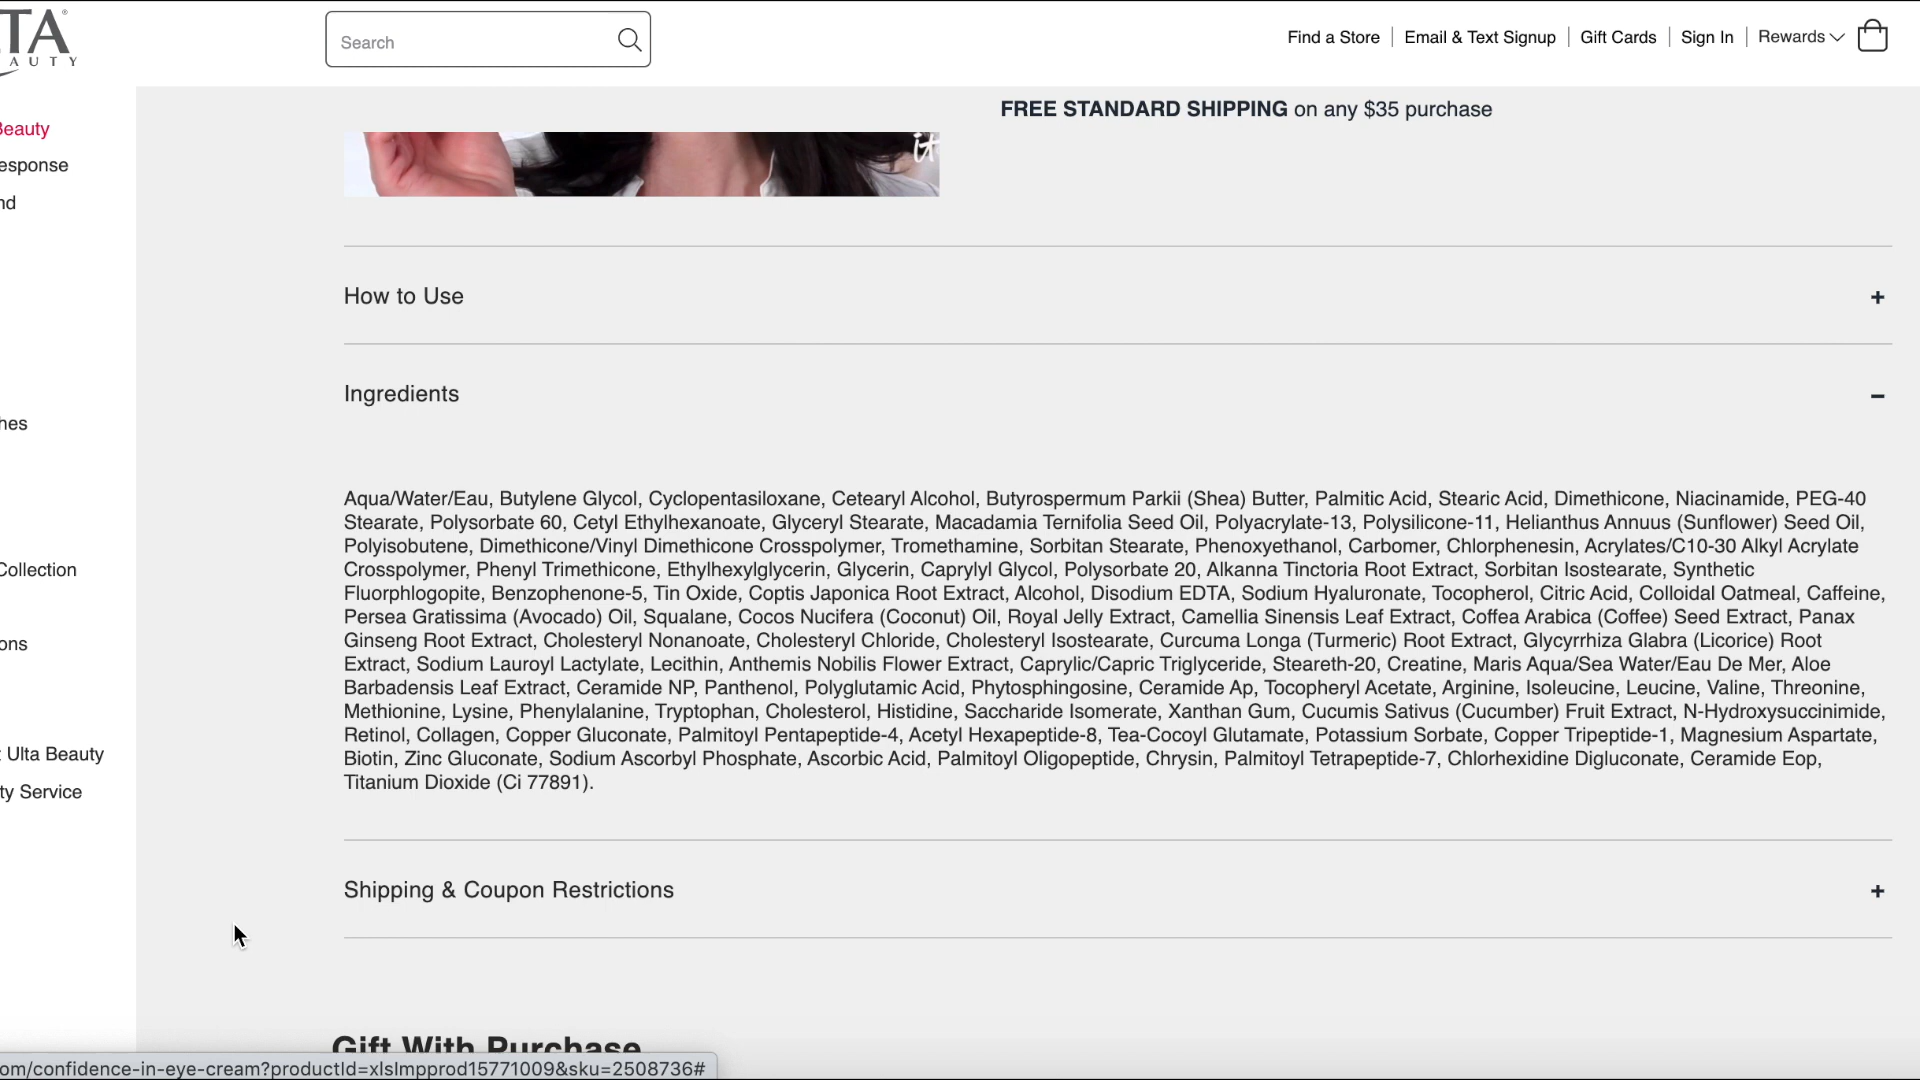 TA
AUTY
Search
Find a Store
Email & Text Signup
Gift Cards
Sign In
Rewards
Beauty
esponse
nd
hes
Collection
ons
t Ulta Beauty
ty Service
FREE STANDARD SHIPPING on any $35 purchase
it
How to Use
+
Ingredients
-
Aqua/Water/Eau, Butylene Glycol, Cyclopentasiloxane, Cetearyl Alcohol, Butyrospermum Parkii (Shea) Butter, Palmitic Acid, Stearic Acid, Dimethicone, Niacinamide, PEG-40
Stearate, Polysorbate 60, Cetyl Ethylhexanoate, Glyceryl Stearate, Macadamia Ternifolia Seed Oil, Polyacrylate-13, Polysilicone-11, Helianthus Annuus (Sunflower) Seed Oil,
Polyisobutene, Dimethicone/Vinyl Dimethicone Crosspolymer, Tromethamine, Sorbitan Stearate, Phenoxyethanol, Carbomer, Chlorphenesin, Acrylates/C10-30 Alkyl Acrylate
Crosspolymer, Phenyl Trimethicone, Ethylhexylglycerin, Glycerin, Caprylyl Glycol, Polysorbate 20, Alkanna Tinctoria Root Extract, Sorbitan Isostearate, Synthetic
Fluorphlogopite, Benzophenone-5, Tin Oxide, Coptis Japonica Root Extract, Alcohol, Disodium EDTA, Sodium Hyaluronate, Tocopherol, Citric Acid, Colloidal Oatmeal, Caffeine,
Persea Gratissima (Avocado) Oil, Squalane, Cocos Nucifera (Coconut) Oil, Royal Jelly Extract, Camellia Sinensis Leaf Extract, Coffea Arabica (Coffee) Seed Extract, Panax
Ginseng Root Extract, Cholesteryl Nonanoate, Cholesteryl Chloride, Cholesteryl Isostearate, Curcuma Longa (Turmeric) Root Extract, Glycyrrhiza Glabra (Licorice) Root
Extract, Sodium Lauroyl Lactylate, Lecithin, Anthemis Nobilis Flower Extract, Caprylic/Capric Triglyceride, Steareth-20, Creatine, Maris Aqua/Sea Water/Eau De Mer, Aloe
Barbadensis Leaf Extract, Ceramide NP, Panthenol, Polyglutamic Acid, Phytosphingosine, Ceramide Ap, Tocopheryl Acetate, Arginine, Isoleucine, Leucine, Valine, Threonine,
Methionine, Lysine, Phenylalanine, Tryptophan, Cholesterol, Histidine, Saccharide Isomerate, Xanthan Gum, Cucumis Sativus (Cucumber) Fruit Extract, N-Hydroxysuccinimide,
Retinol, Collagen, Copper Gluconate, Palmitoyl Pentapeptide-4, Acetyl Hexapeptide-8, Tea-Cocoyl Glutamate, Potassium Sorbate, Copper Tripeptide-1, Magnesium Aspartate,
Biotin, Zinc Gluconate, Sodium Ascorbyl Phosphate, Ascorbic Acid, Palmitoyl Oligopeptide, Chrysin, Palmitoyl Tetrapeptide-7, Chlorhexidine Digluconate, Ceramide Eop,
Titanium Dioxide (Ci 77891).
Shipping & Coupon Restrictions
+
Gift With Purchase
om/confidence-in-eye-cream?productId=xlsImpprod15771009&sku=2508736#